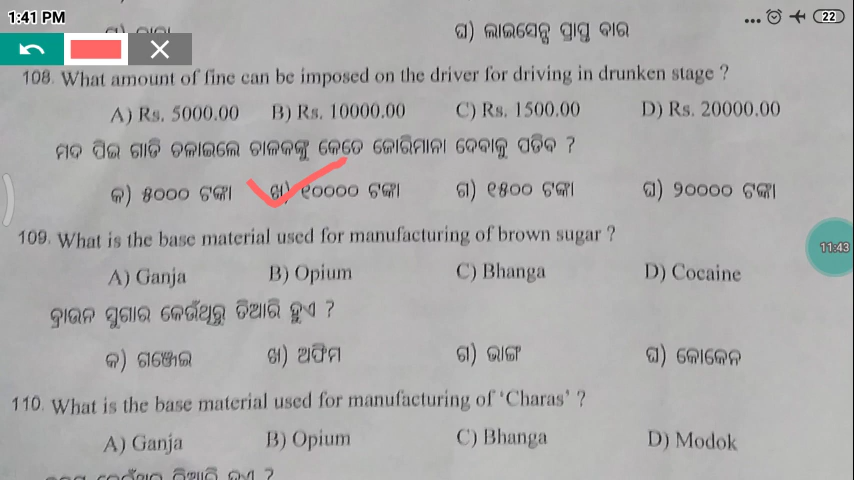 1:41 PM
22
ଘ) ଲାଇସେନ୍ସ ପ୍ରାପ୍ତ ବାର
108. What amount of fine can be imposed on the driver for driving in drunken stage ?
A) Rs. 5000.00 B) Rs. 10000.00 C) Rs. 1500.00 D) Rs. 20000.00
ମଦ ପିଇ ଗାଡି ଚଳାଇଲେ ଚାଳକଙ୍କୁ କେତେ ଜୋରିମାନା ଦେବାକୁ ପଡିବ ?
କ) ୫୦୦୦ ଟଙ୍କା ଖ) ୧୦୦୦୦ ଟଙ୍କା ଗ) ୧୫୦୦ ଟଙ୍କା ଘ) ୨୦୦୦୦ ଟଙ୍କା
109. What is the base material used for manufacturing of brown sugar ?
11:43
A) Ganja B) Opium C) Bhanga D) Cocaine
ବ୍ରାଉନ ସୁଗାର କେଉଁଥିରୁ ତିଆରି ହୁଏ ?
କ) ଗଞ୍ଜେଇ ଖ) ଅଫିମ ଗ) ଭାଙ୍ଗ ଘ) କୋକେନ
110. What is the base material used for manufacturing of ‘Charas’ ?
A) Ganja B) Opium C) Bhanga D) Modok